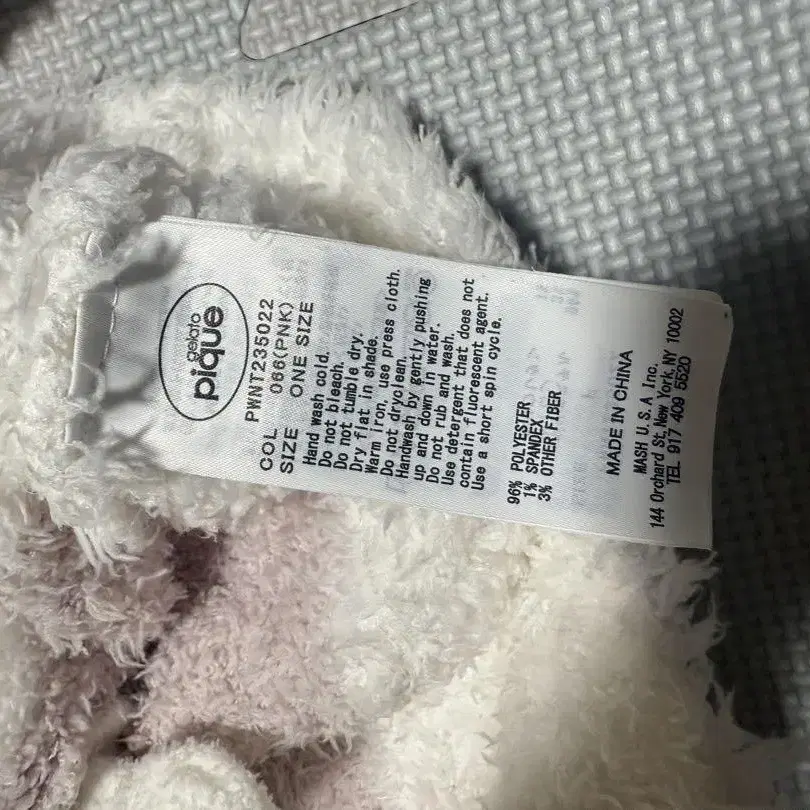 gelato
pique
PWNT235022
COL 066(PNK)
SIZE ONE SIZE
Hand wash cold.
Do not bleach.
Do not tumble dry.
Dry flat in shade.
Warm iron, use press cloth.
Do not dryclean.
Handwash by gently pushing
up and down in water.
Do not rub and wash.
Use detergent that does not
contain fluorescent agent.
Use a short spin cycle.
96% POLYESTER
1% SPANDEX
3% OTHER FIBER
MADE IN CHINA
MASH U.S.A Inc.
144 Orchard St, New York, NY 10002
TEL 917 409 5520